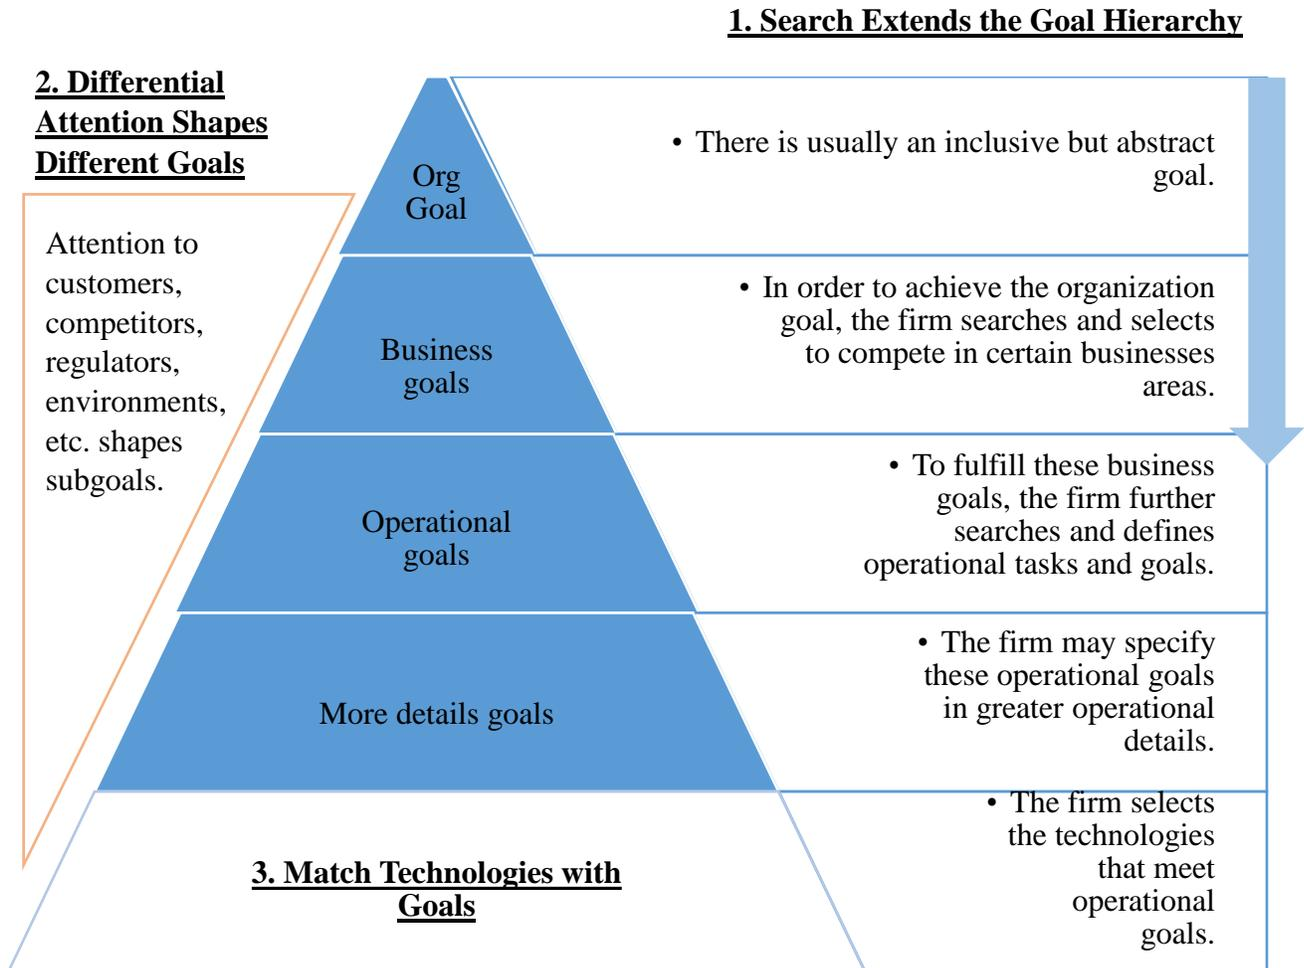 1. Search Extends the Goal Hierarchy
2. Differential
Attention Shapes
Different Goals
Attention to
customers,
competitors,
regulators,
environments,
etc. shapes
subgoals.
Org
Goal
• There is usually an inclusive but abstract
goal.
Business
goals
• In order to achieve the organization
goal, the firm searches and selects
to compete in certain businesses
areas.
Operational
goals
• To fulfill these business
goals, the firm further
searches and defines
operational tasks and goals.
More details goals
• The firm may specify
these operational goals
in greater operational
details.
3. Match Technologies with
Goals
• The firm selects
the technologies
that meet
operational
goals.